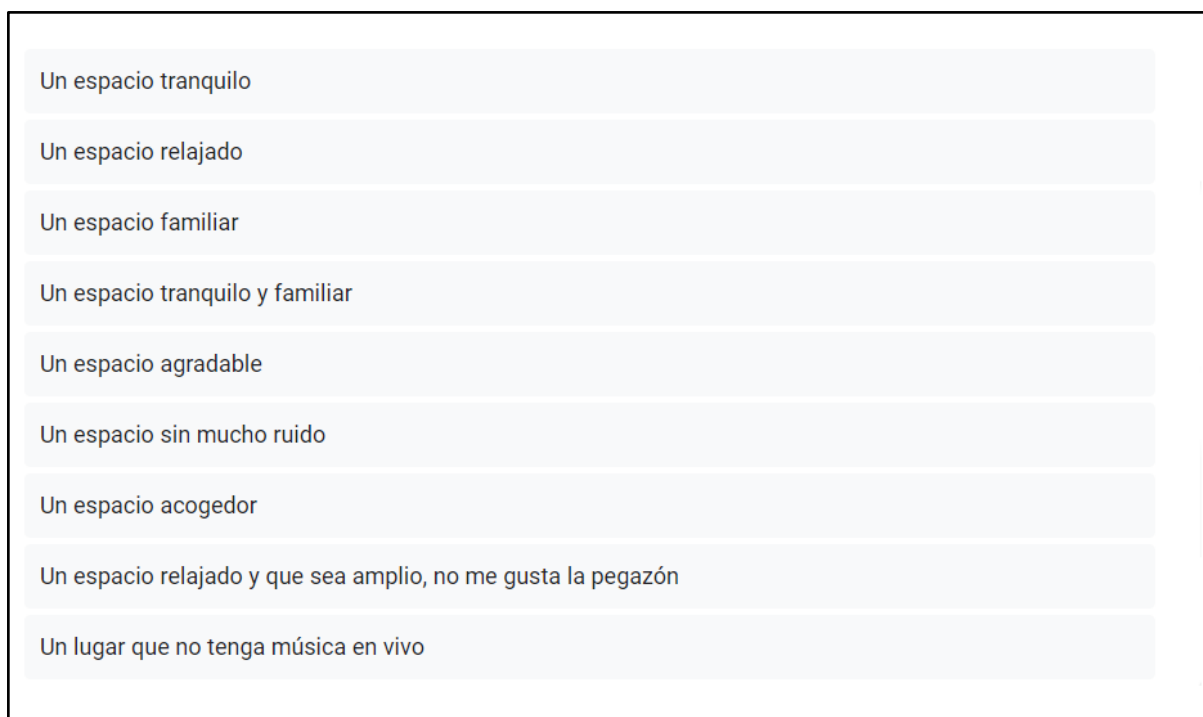 Un espacio tranquilo
Un espacio relajado
Un espacio familiar
Un espacio tranquilo y familiar
Un espacio agradable
Un espacio sin mucho ruido
Un espacio acogedor
Un espacio relajado y que sea amplio, no me gusta la pegazón
Un lugar que no tenga música en vivo